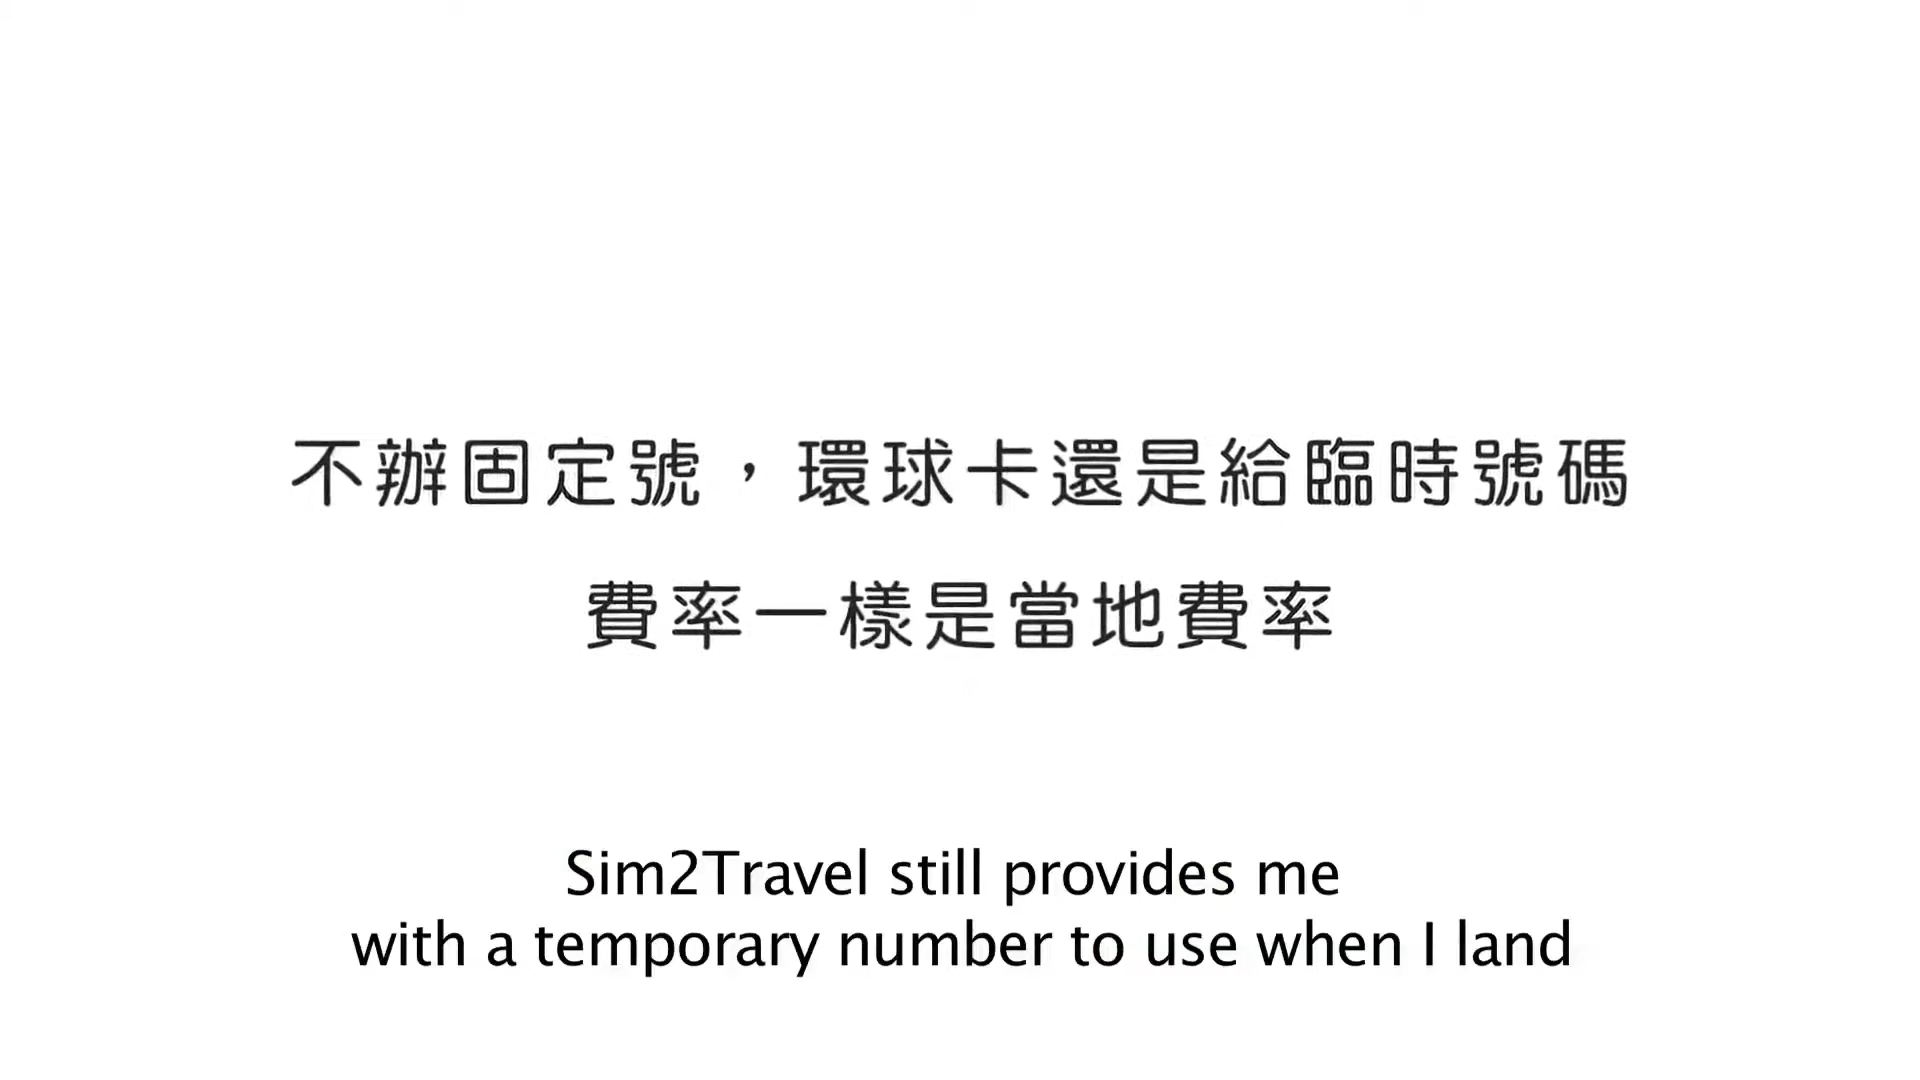 不辦固定號，環球卡還是給臨時號碼
費率一樣是當地費率
Sim2Travel still provides me
with a temporary number to use when I land